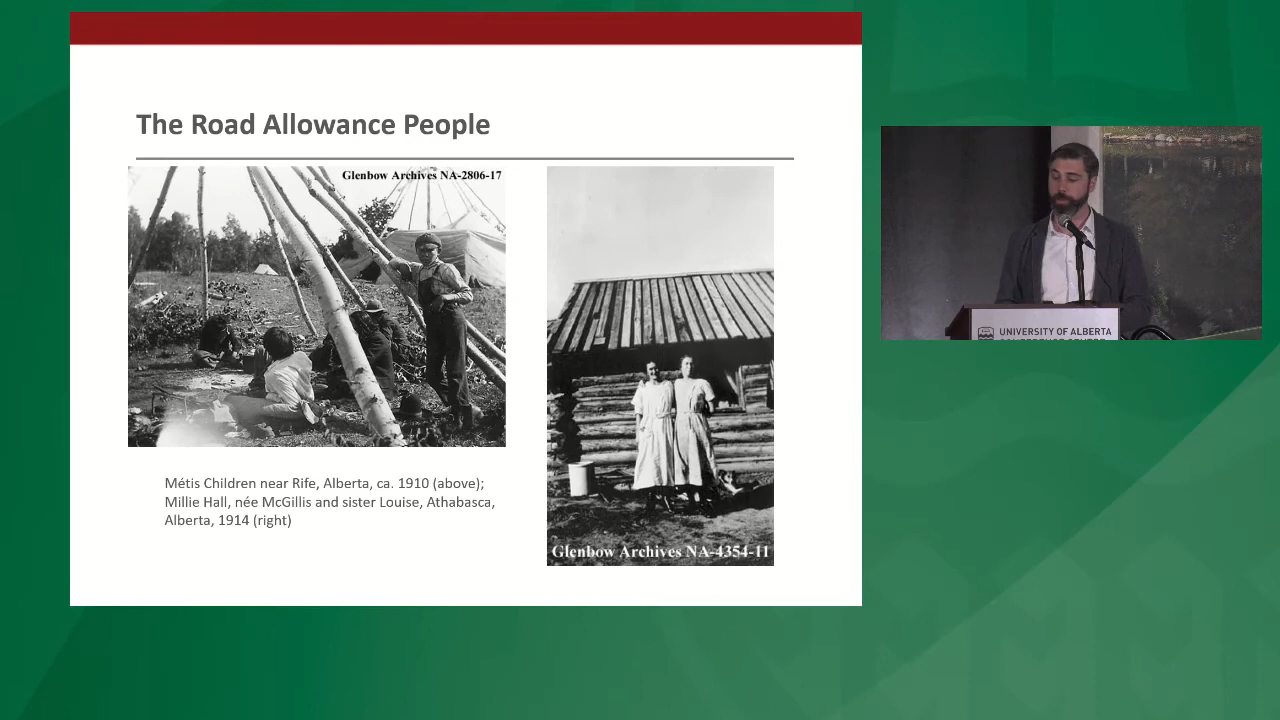 The Road Allowance People
Glenbow Archives NA-2806-17
Métis Children near Rife, Alberta, ca. 1910 (above);
Millie Hall, née McGillis and sister Louise, Athabasca,
Alberta, 1914 (right)
Glenbow Archives NA-4354-11
UNIVERSITY OF ALBERTA